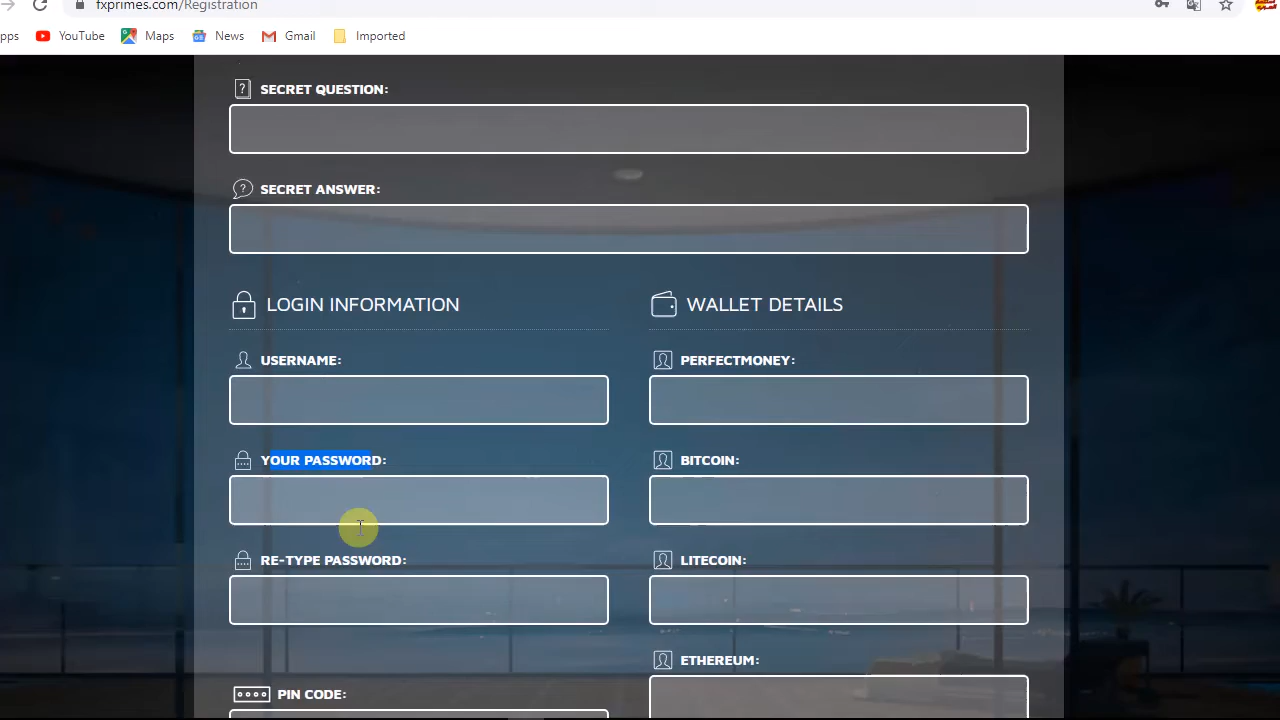 fxprimes.com/Registration
pps YouTube Maps News Gmail Imported
SECRET QUESTION:
SECRET ANSWER:
LOGIN INFORMATION
WALLET DETAILS
USERNAME:
PERFECTMONEY:
YOUR PASSWORD:
BITCOIN:
RE-TYPE PASSWORD:
LITECOIN:
ETHEREUM:
PIN CODE: